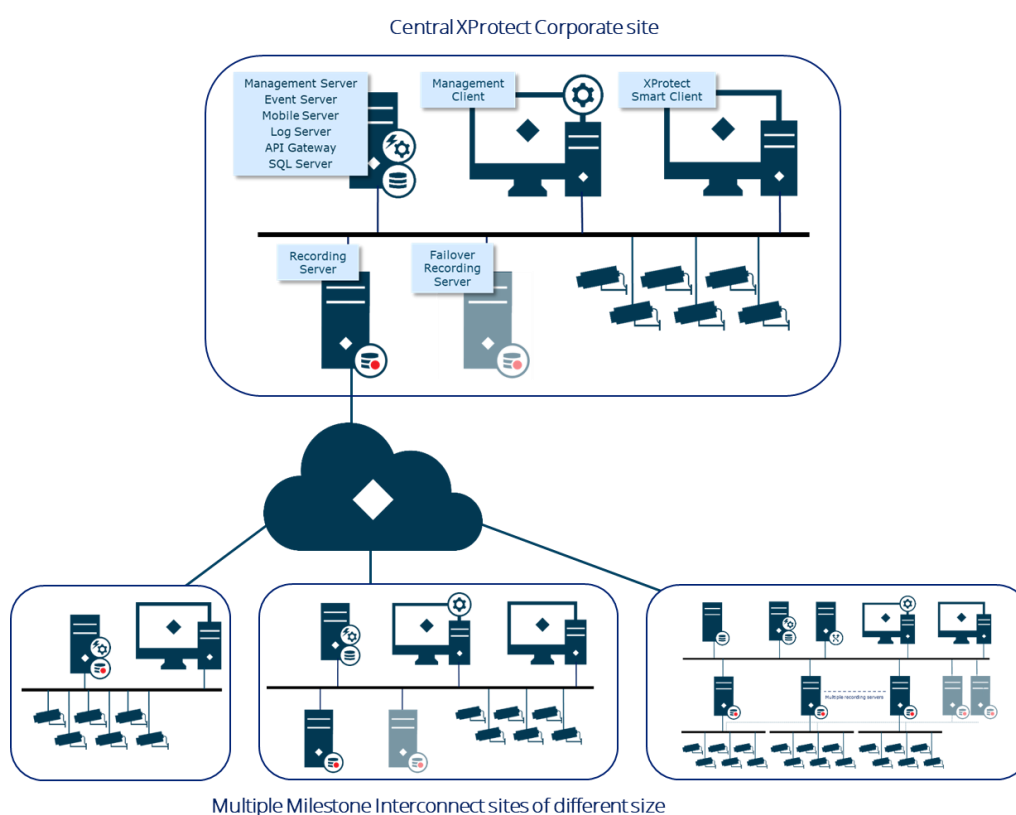 Central XProtect Corporate site
Management Server
Event Server
Mobile Server
Log Server
API Gateway
SQL Server
Management
Client
XProtect
Smart Client
Recording
Server
Failover
Recording
Server
Multiple recording servers
Multiple Milestone Interconnect sites of different size